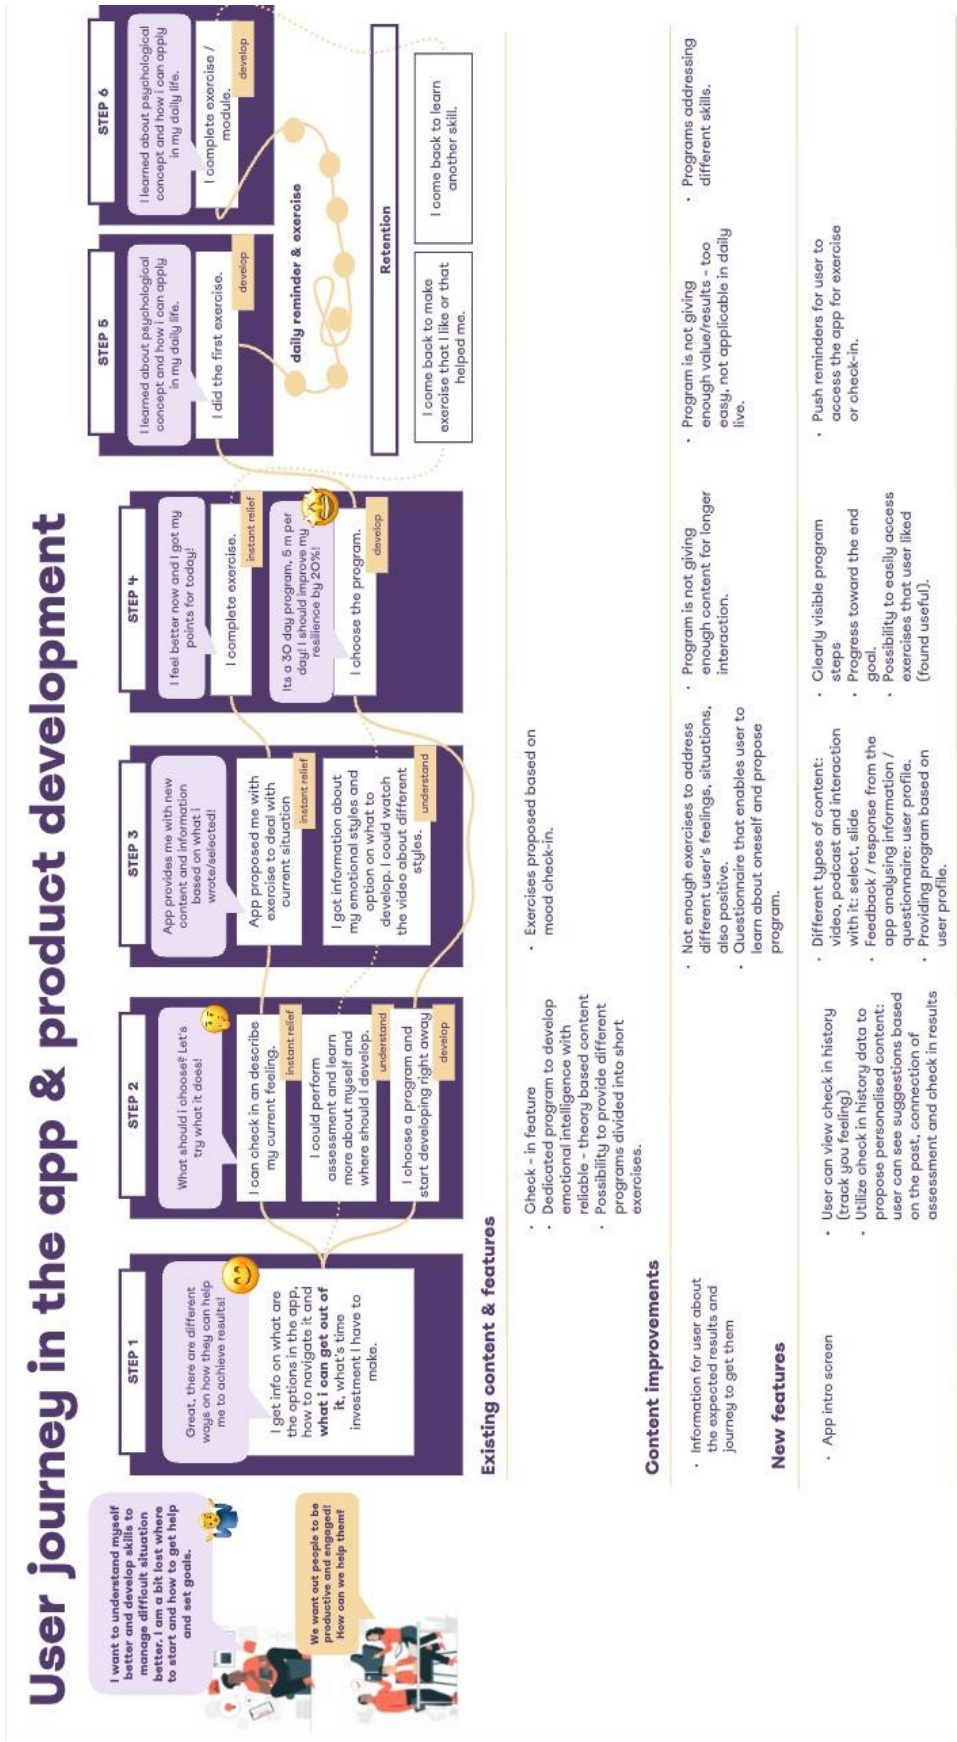 User journey in the app & product development
I want to understand myself
better and develop skills to
manage difficult situation
better. I am a bit lost where
to start and how to get help
and set goals.
We want out people to be
productive and engaged!
How can we help them?
STEP 1
Great, there are different
ways on how they can help
me to achieve results!
I get info on what are
the options in the app,
how to navigate it and
what i can get out of
it, what's time
investment I have to
make.
STEP 2
What should i choose? Let's
try what it does!
I can check in an describe
my current feeling.
instant relief
I could perform
assessment and learn
more about myself and
where should I develop.
understand
I choose a program and
start developing right away
develop
STEP 3
App provides me with new
content and information
based on what i
wrote/selected!
App proposed me with
exercise to deal with
current situation
instant relief
I got information about
my emotional styles and
option on what to
develop. I could watch
the video about different
styles.
understand
STEP 4
I feel better now and I got my
points for today!
I complete exercise.
instant relief
Its a 30 day program, 5 m per
day! I should improve my
resilience by 20%!
I choose the program.
develop
STEP 5
I learned about psychological
concept and how i can apply
in my daily life.
I did the first exercise.
develop
STEP 6
I learned about psychological
concept and how i can apply
in my daily life.
I complete exercise /
module.
develop
daily reminder & exercise
Retention
I come back to make
exercise that I like or that
helped me.
I come back to learn
another skill.
Existing content & features
· Check - in feature
· Dedicated program to develop
emotional intelligence with
reliable - theory based content
· Possibility to provide different
programs divided into short
exercises.
· Exercises proposed based on
mood check-in.
Content improvements
· Information for user about
the expected results and
journey to get them
· Not enough exercises to address
different user's feelings, situations,
also positive.
· Questionnaire that enables user to
learn about oneself and propose
program.
· Program is not giving
enough content for longer
interaction.
· Program is not giving
enough value/results - too
easy, not applicable in daily
live.
· Programs addressing
different skills.
New features
· App intro screen
· User can view check in history
(track you feeling)
· Utilize check in history data to
propose personalised content:
user can see suggestions based
on the past, connection of
assessment and check in results
· Different types of content:
video, podcast and interaction
with it: select, slide
· Feedback / response from the
app analysing information /
questionnaire: user profile.
· Providing program based on
user profile.
· Clearly visible program
steps
· Progress toward the end
goal.
· Possibility to easily access
exercises that user liked
(found useful).
· Push reminders for user to
access the app for exercise
or check-in.